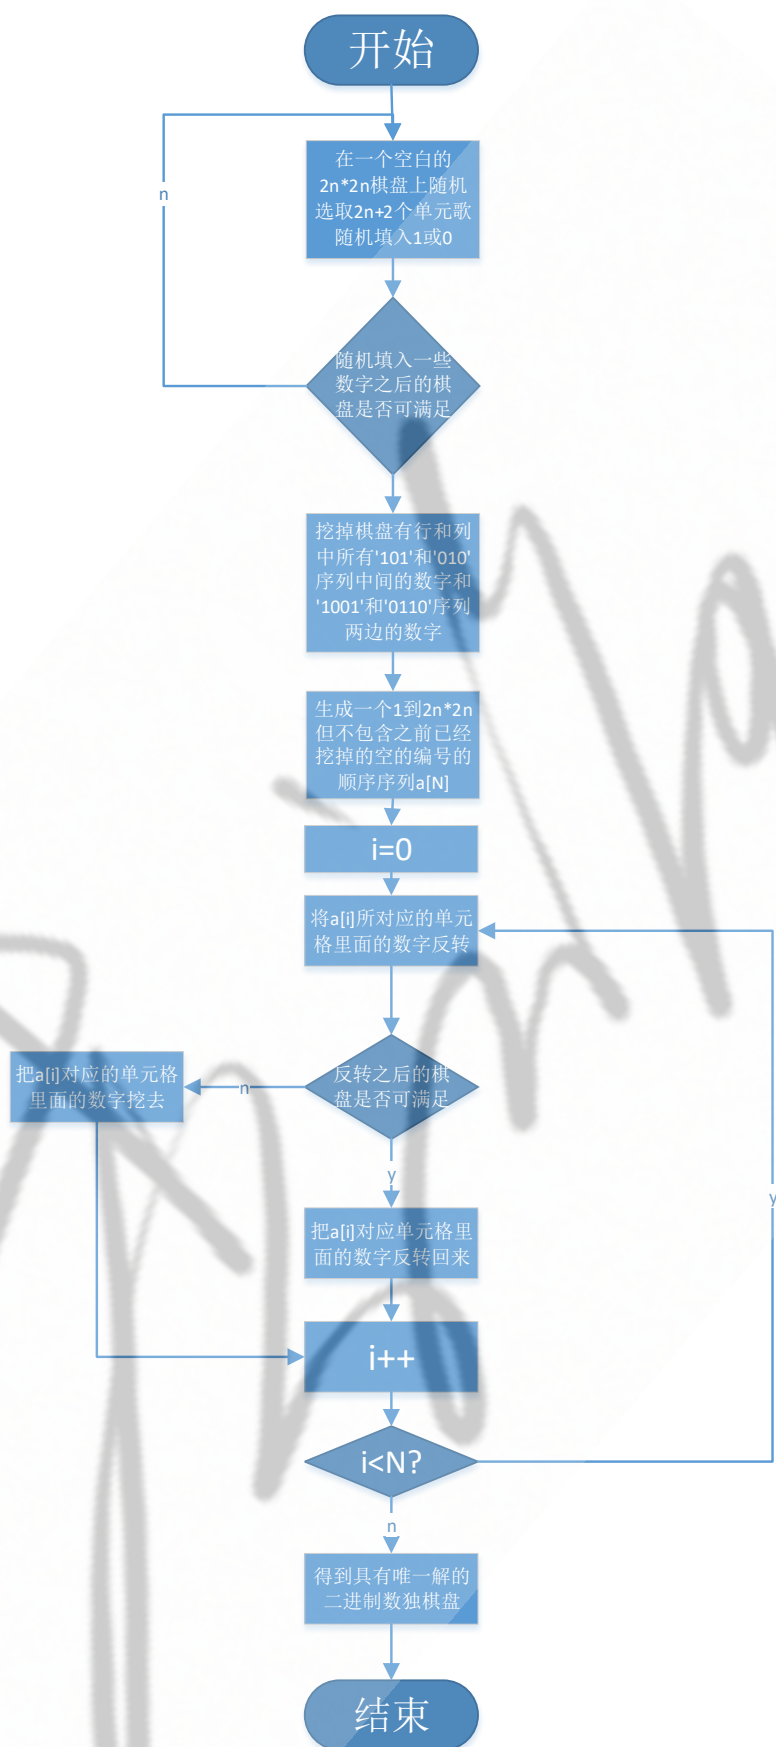 开始
在一个空白的
2n*2n棋盘上随机
选取2n+2个单元歌
随机填入1或0
n
随机填入一些
数字之后的棋
盘是否可满足
挖掉棋盘有行和列
中所有'101'和'010'
序列中间的数字和
'1001'和'0110'序列
两边的数字
生成一个1到2n*2n
但不包含之前已经
挖掉的空的编号的
顺序序列a[N]
i=0
将a[i]所对应的单元
格里面的数字反转
反转之后的棋
盘是否可满足
n
把a[i]对应的单元格
里面的数字挖去
y
把a[i]对应单元格里
面的数字反转回来
i++
i<N?
y
n
得到具有唯一解的
二进制数独棋盘
结束